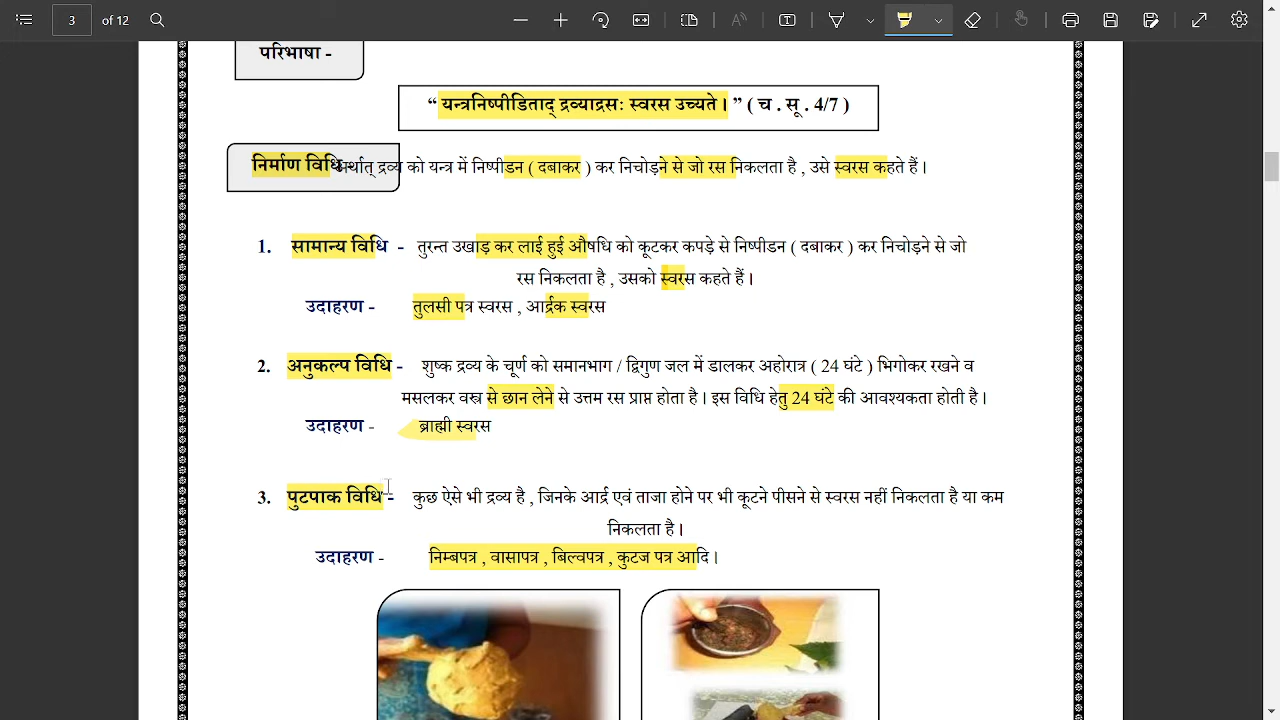 3 of 12
परिभाषा -
“ यन्त्रनिष्पीडिताद् द्रव्याद्रसः स्वरस उच्यते । ” ( च . सू . 4/7 )
निर्माण विधि -
अर्थात् द्रव्य को यन्त्र में निष्पीडन ( दबाकर ) कर निचोड़ने से जो रस निकलता है , उसे स्वरस कहते हैं ।
1. सामान्य विधि - तुरन्त उखाड़ कर लाई हुई औषधि को कूटकर कपड़े से निष्पीडन ( दबाकर ) कर निचोड़ने से जो
रस निकलता है , उसको स्वरस कहते हैं ।
उदाहरण - तुलसी पत्र स्वरस , आर्द्रक स्वरस
2. अनुकल्प विधि - शुष्क द्रव्य के चूर्ण को समानभाग / द्विगुण जल में डालकर अहोरात्र ( 24 घंटे ) भिगोकर रखने व
मसलकर वस्त्र से छान लेने से उत्तम रस प्राप्त होता है । इस विधि हेतु 24 घंटे की आवश्यकता होती है ।
उदाहरण - ब्राह्मी स्वरस
3. पुटपाक विधि - कुछ ऐसे भी द्रव्य है , जिनके आर्द्र एवं ताजा होने पर भी कूटने पीसने से स्वरस नहीं निकलता है या कम
निकलता है ।
उदाहरण - निम्बपत्र , वासापत्र , बिल्वपत्र , कुटज पत्र आदि ।